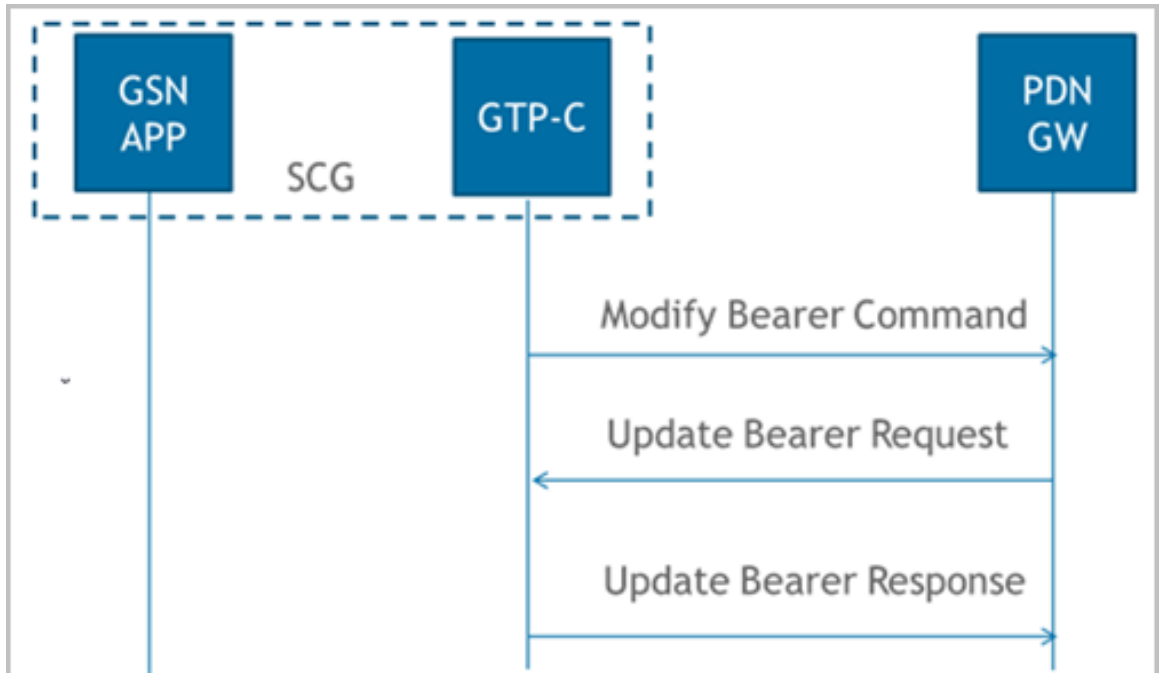 GSN
APP
GTP-C
PDN
GW
SCG
Modify Bearer Command
Update Bearer Request
Update Bearer Response